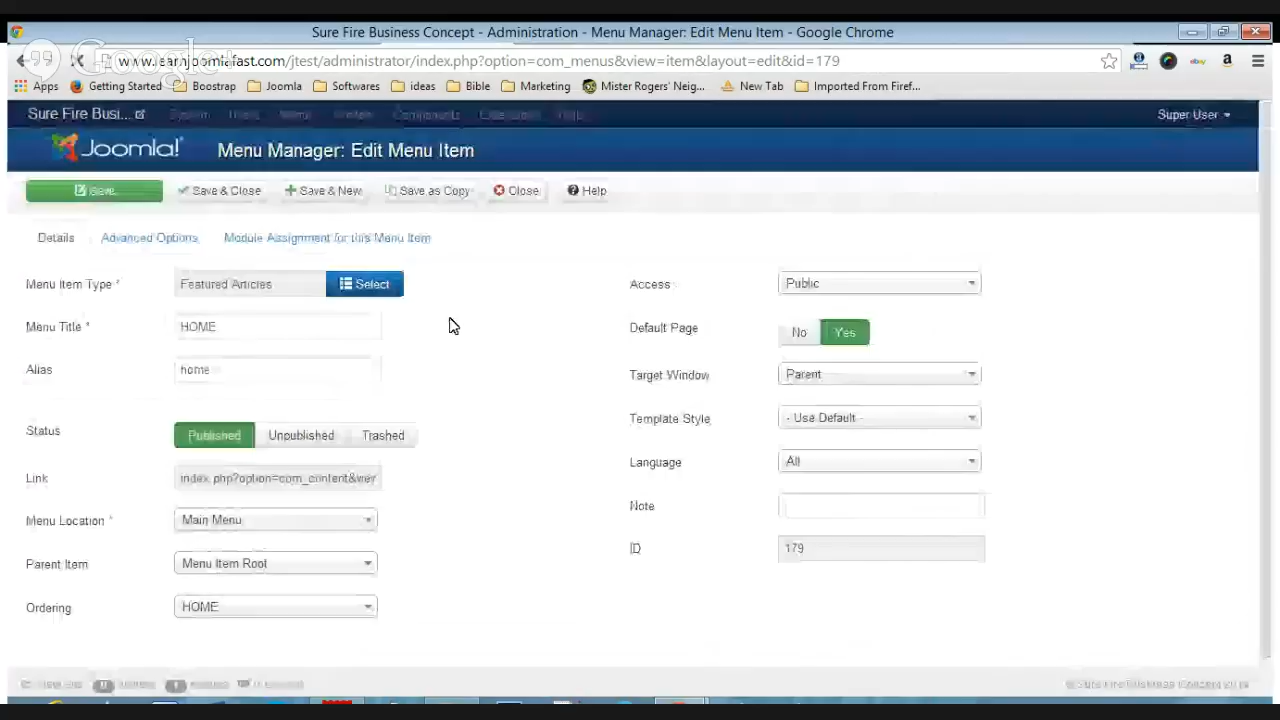 Sure Fire Business Concept - Administration - Menu Manager: Edit Menu Item - Google Chrome
Google+
www.learnjoomlafast.com/jtest/administrator/index.php?option=com_menus&view=item&layout=edit&id=179
Apps Getting Started Boostrap Joomla Softwares ideas Bible Marketing Mister Rogers' Neig... New Tab Imported From Firef...
Sure Fire Busi... System Users Menus Content Components Extensions Help Super User
Joomla! Menu Manager: Edit Menu Item
Save Save & Close Save & New Save as Copy Close Help
Details Advanced Options Module Assignment for this Menu Item
Menu Item Type * Featured Articles Select Access Public
Menu Title * HOME Default Page No Yes
Alias home Target Window Parent
Status Published Unpublished Trashed Template Style - Use Default -
Link index.php?option=com_content&view Language All
Menu Location * Main Menu Note
Parent Item Menu Item Root ID 179
Ordering HOME
© Sure Fire Business Concept